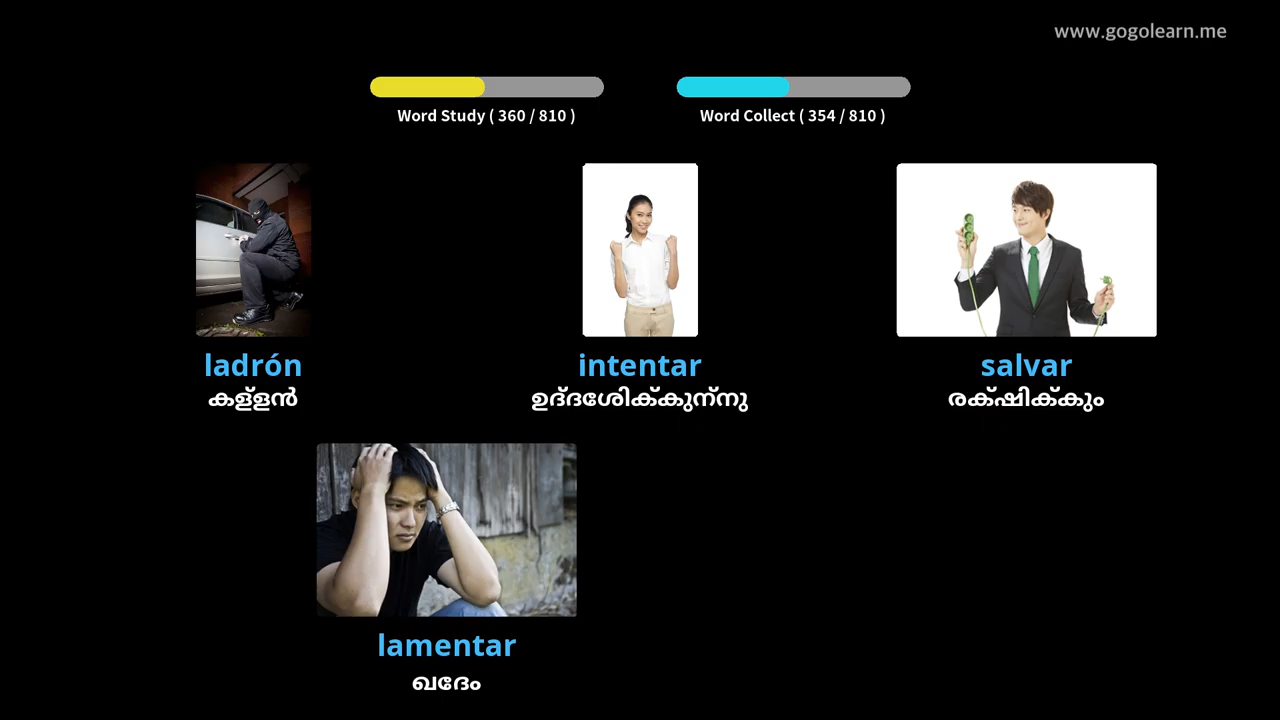 www.gogolearn.me
Word Study ( 360 / 810 )
Word Collect ( 354 / 810 )
ladrón
കള്ളൻ
intentar
ഉദ്ദേശിക്കുന്നു
salvar
രക്ഷിക്കും
lamentar
ഖേദം